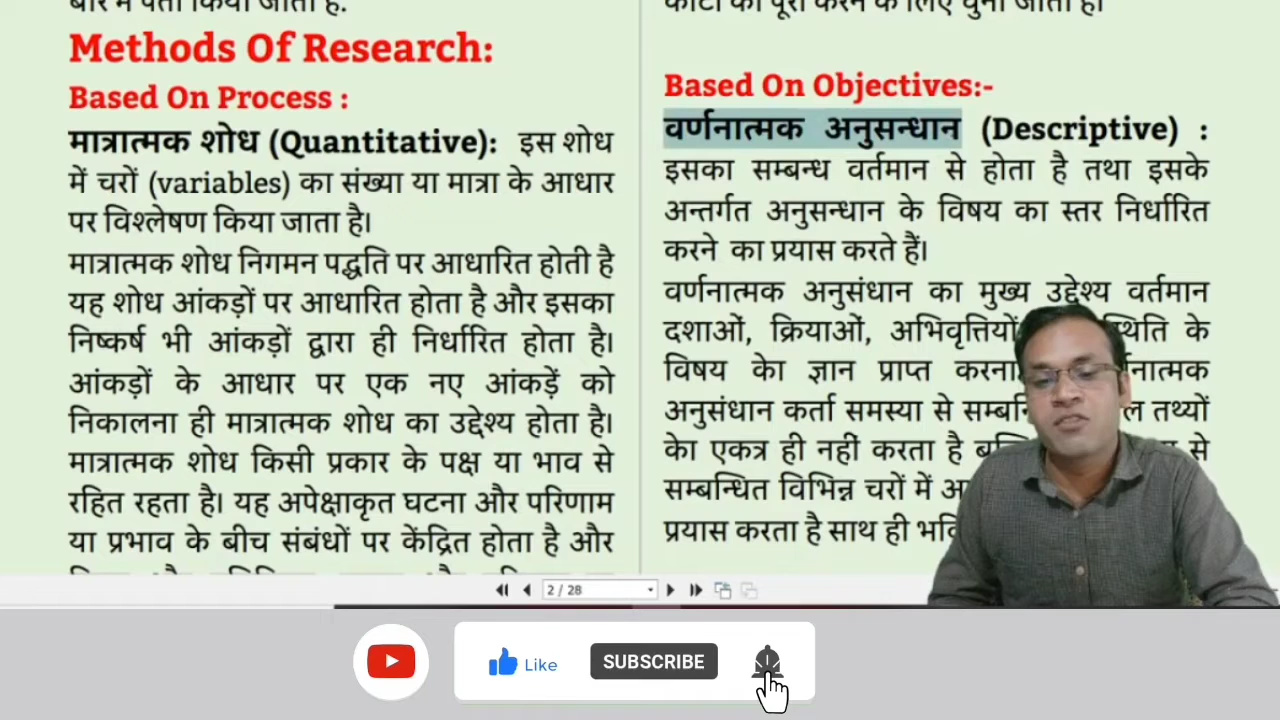 Methods Of Research:
Based On Process :
मात्रात्मक शोध (Quantitative): इस शोध
में चरों (variables) का संख्या या मात्रा के आधार
पर विश्लेषण किया जाता है।
मात्रात्मक शोध निगमन पद्धति पर आधारित होती है
यह शोध आंकड़ों पर आधारित होता है और इसका
निष्कर्ष भी आंकड़ों द्वारा ही निर्धारित होता है।
आंकड़ों के आधार पर एक नए आंकड़ें को
निकालना ही मात्रात्मक शोध का उद्देश्य होता है।
मात्रात्मक शोध किसी प्रकार के पक्ष या भाव से
रहित रहता है। यह अपेक्षाकृत घटना और परिणाम
या प्रभाव के बीच संबंधों पर केंद्रित होता है और
Based On Objectives:-
वर्णनात्मक अनुसन्धान (Descriptive) :
इसका सम्बन्ध वर्तमान से होता है तथा इसके
अन्तर्गत अनुसन्धान के विषय का स्तर निर्धारित
करने का प्रयास करते हैं।
वर्णनात्मक अनुसंधान का मुख्य उद्देश्य वर्तमान
दशाओं, क्रियाओं, अभिवृत्तियों के
विषय केा ज्ञान प्राप्त करना
अनुसंधान कर्ता समस्या से तथ्यों
केा एकत्र ही नहीं करता है से
सम्बन्धित विभिन्न चरों में
प्रयास करता है साथ ही
2 / 28
Like
SUBSCRIBE